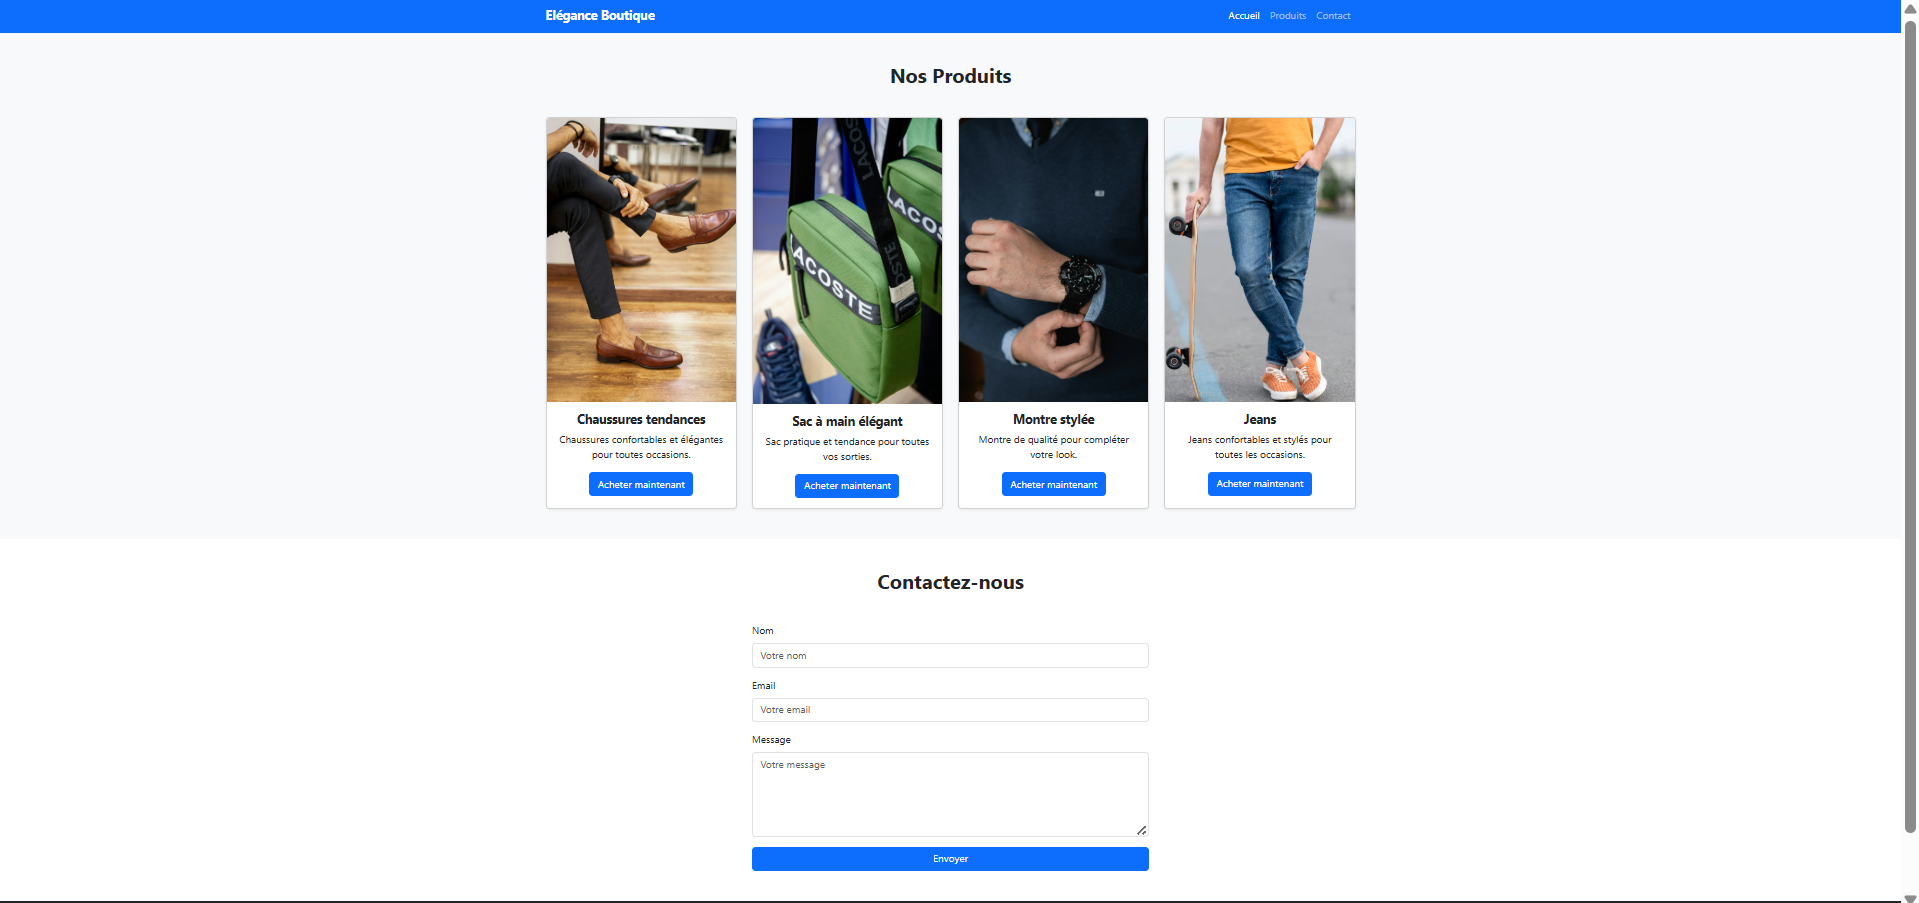 Elégance Boutique
Accueil Produits Contact
Nos Produits
LACOSTE
LACOS
LACOSTE
Chaussures tendances
Chaussures confortables et élégantes
pour toutes occasions.
Acheter maintenant
Sac à main élégant
Sac pratique et tendance pour toutes
vos sorties.
Acheter maintenant
Montre stylée
Montre de qualité pour compléter
votre look.
Acheter maintenant
Jeans
Jeans confortables et stylés pour
toutes les occasions.
Acheter maintenant
Contactez-nous
Nom
Votre nom
Email
Votre email
Message
Votre message
Envoyer